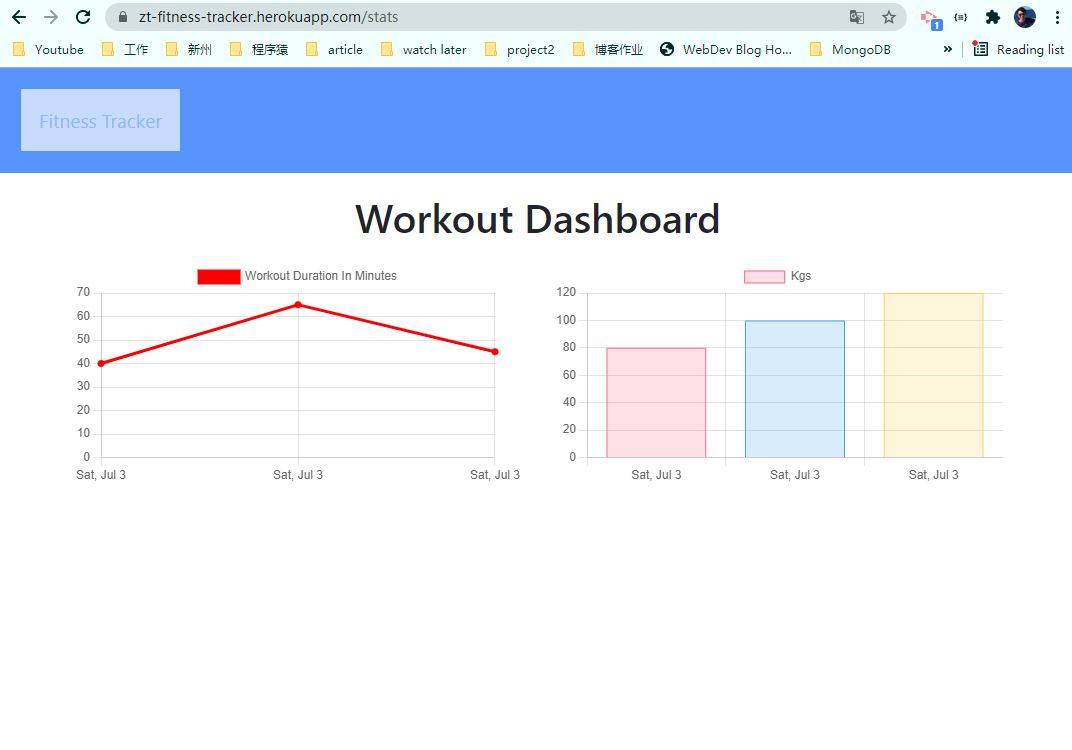 zt-fitness-tracker.herokuapp.com/stats
1
Youtube 工作 新州 程序猿 article watch later project2 博客作业 WebDev Blog Ho... MongoDB » Reading list
Fitness Tracker
Workout Dashboard
Workout Duration In Minutes
70
60
50
40
30
20
10
0
Sat, Jul 3 Sat, Jul 3 Sat, Jul 3
Kgs
120
100
80
60
40
20
0
Sat, Jul 3 Sat, Jul 3 Sat, Jul 3